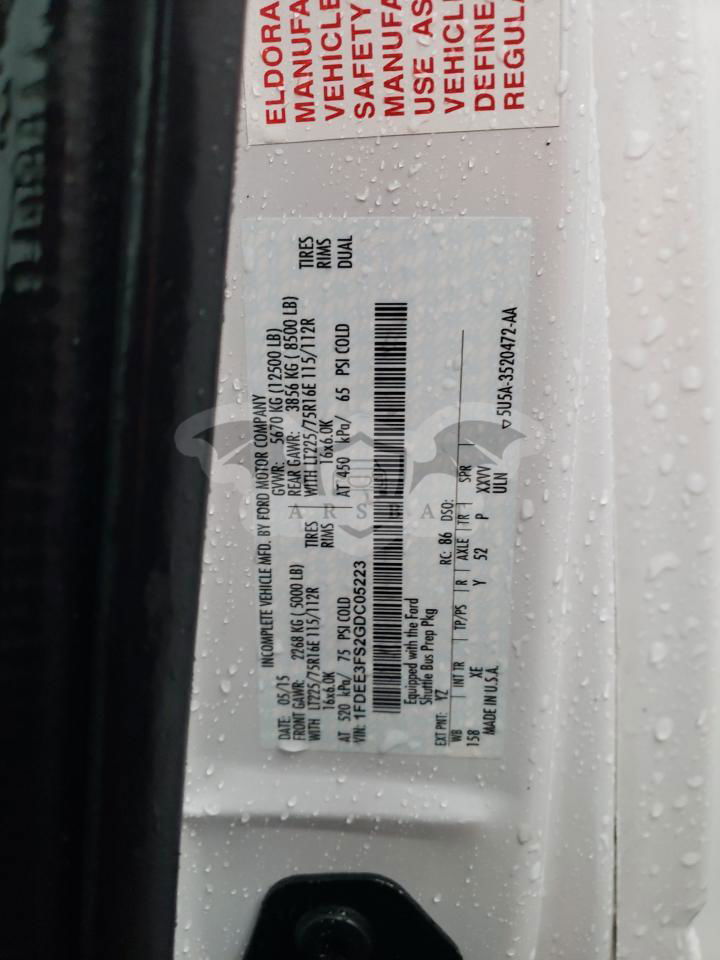 ELDORA
MANUFA
VEHICLE
SAFETY
MANUFA
USE AS
VEHICL
DEFINE
REGULA
INCOMPLETE VEHICLE MFD. BY FORD MOTOR COMPANY
DATE: 05/15 GVWR: 5670 KG (12500 LB)
FRONT GAWR: 2268 KG ( 5000 LB) REAR GAWR: 3856 KG ( 8500 LB)
WITH LT225/75R16E 115/112R TIRES WITH LT225/75R16E 115/112R TIRES
16x6.0K RIMS 16x6.0K RIMS
AT 520 kPa/ 75 PSI COLD AT 450 kPa/ 65 PSI COLD DUAL
VIN: 1FDEE3FS2GDC05223
Equipped with the Ford
Shuttle Bus Prep Pkg
EXT PNT: YZ RC: 86 DSO:
WB INT TR TP/PS R AXLE TR SPR
158 XE Y 52 P XXVV
MADE IN U.S.A. ULN
▽5U5A-3520472-AA
ARSBA